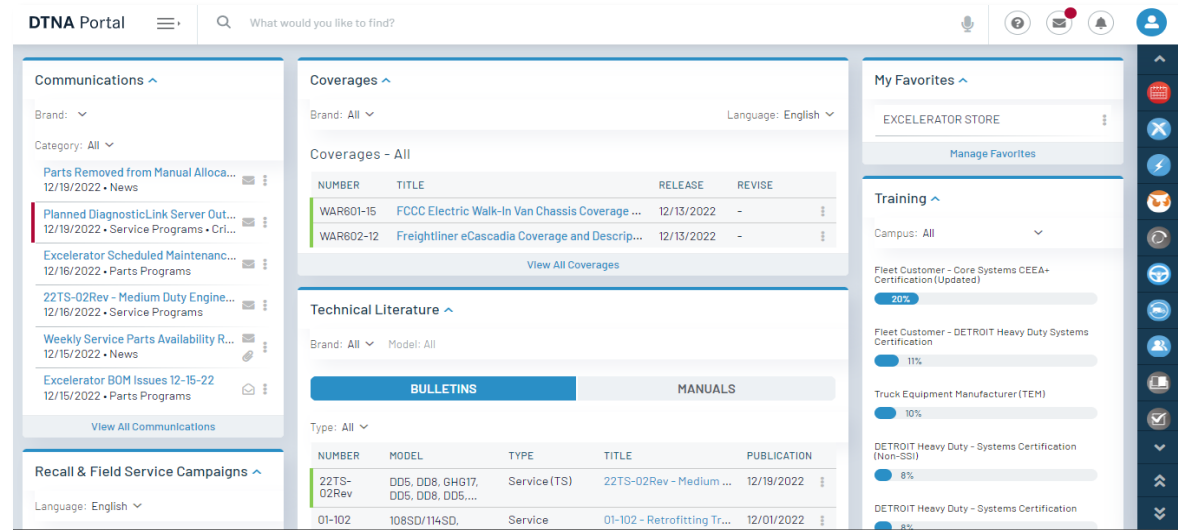 DTNA Portal
What would you like to find?
Communications
Brand:
Category: All
Parts Removed from Manual Alloca...
12/19/2022 • News
Planned DiagnosticLink Server Out...
12/19/2022 • Service Programs • Cri...
Excelerator Scheduled Maintenanc...
12/16/2022 • Parts Programs
22TS-02Rev - Medium Duty Engine...
12/16/2022 • Service Programs
Weekly Service Parts Availability R...
12/15/2022 • News
Excelerator BOM Issues 12-15-22
12/15/2022 • Parts Programs
View All Communications
Recall & Field Service Campaigns
Language: English
Coverages
Brand: All
Language: English
Coverages - All
NUMBER TITLE RELEASE REVISE
WAR601-15 FCCC Electric Walk-In Van Chassis Coverage ... 12/13/2022 -
WAR602-12 Freightliner eCascadia Coverage and Descrip... 12/13/2022 -
View All Coverages
Technical Literature
Brand: All Model: All
BULLETINS MANUALS
Type: All
NUMBER MODEL TYPE TITLE PUBLICATION
22TS- DD5, DD8, GHG17, Service (TS) 22TS-02Rev - Medium ... 12/19/2022
02Rev DD5, DD8, DD5,...
01-102 108SD/114SD, Service 01-102 - Retrofitting Tr... 12/01/2022
My Favorites
EXCELERATOR STORE
Manage Favorites
Training
Campus: All
Fleet Customer - Core Systems CEEA+
Certification (Updated)
20%
Fleet Customer - DETROIT Heavy Duty Systems
Certification
11%
Truck Equipment Manufacturer (TEM)
10%
DETROIT Heavy Duty - Systems Certification
(Non-SSI)
8%
DETROIT Heavy Duty - Systems Certification
8%